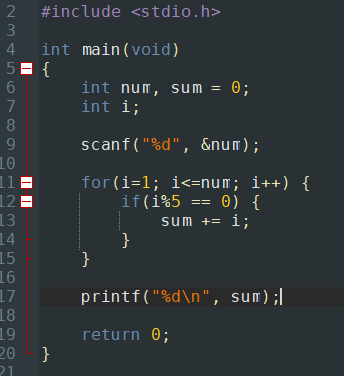 2 #include <stdio.h>
3
4 int main(void)
5 {
6 int num, sum = 0;
7 int i;
8
9 scanf("%d", &num);
10
11 for(i=1; i<=num; i++) {
12 if(i%5 == 0) {
13 sum += i;
14 }
15 }
16
17 printf("%d\n", sum);
18
19 return 0;
20 }
21